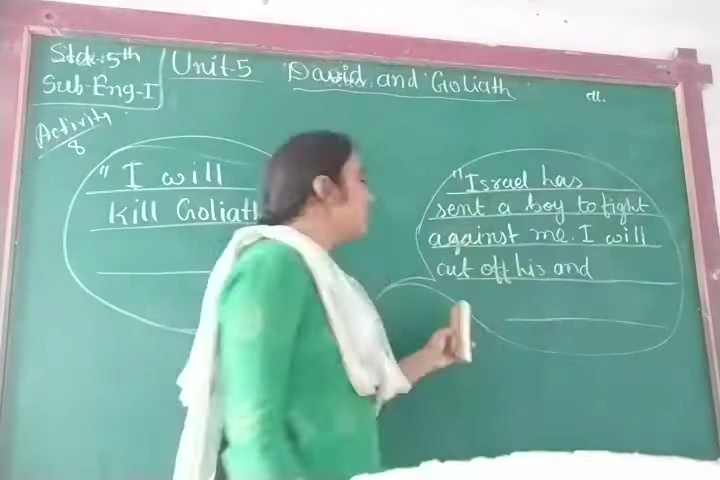 Std:-5th
Sub-Eng-I
Unit-5
David and Goliath
Activity
8
" I will
kill Goliath
"Israel has
sent a boy to fight
against me. I will
cut off his and